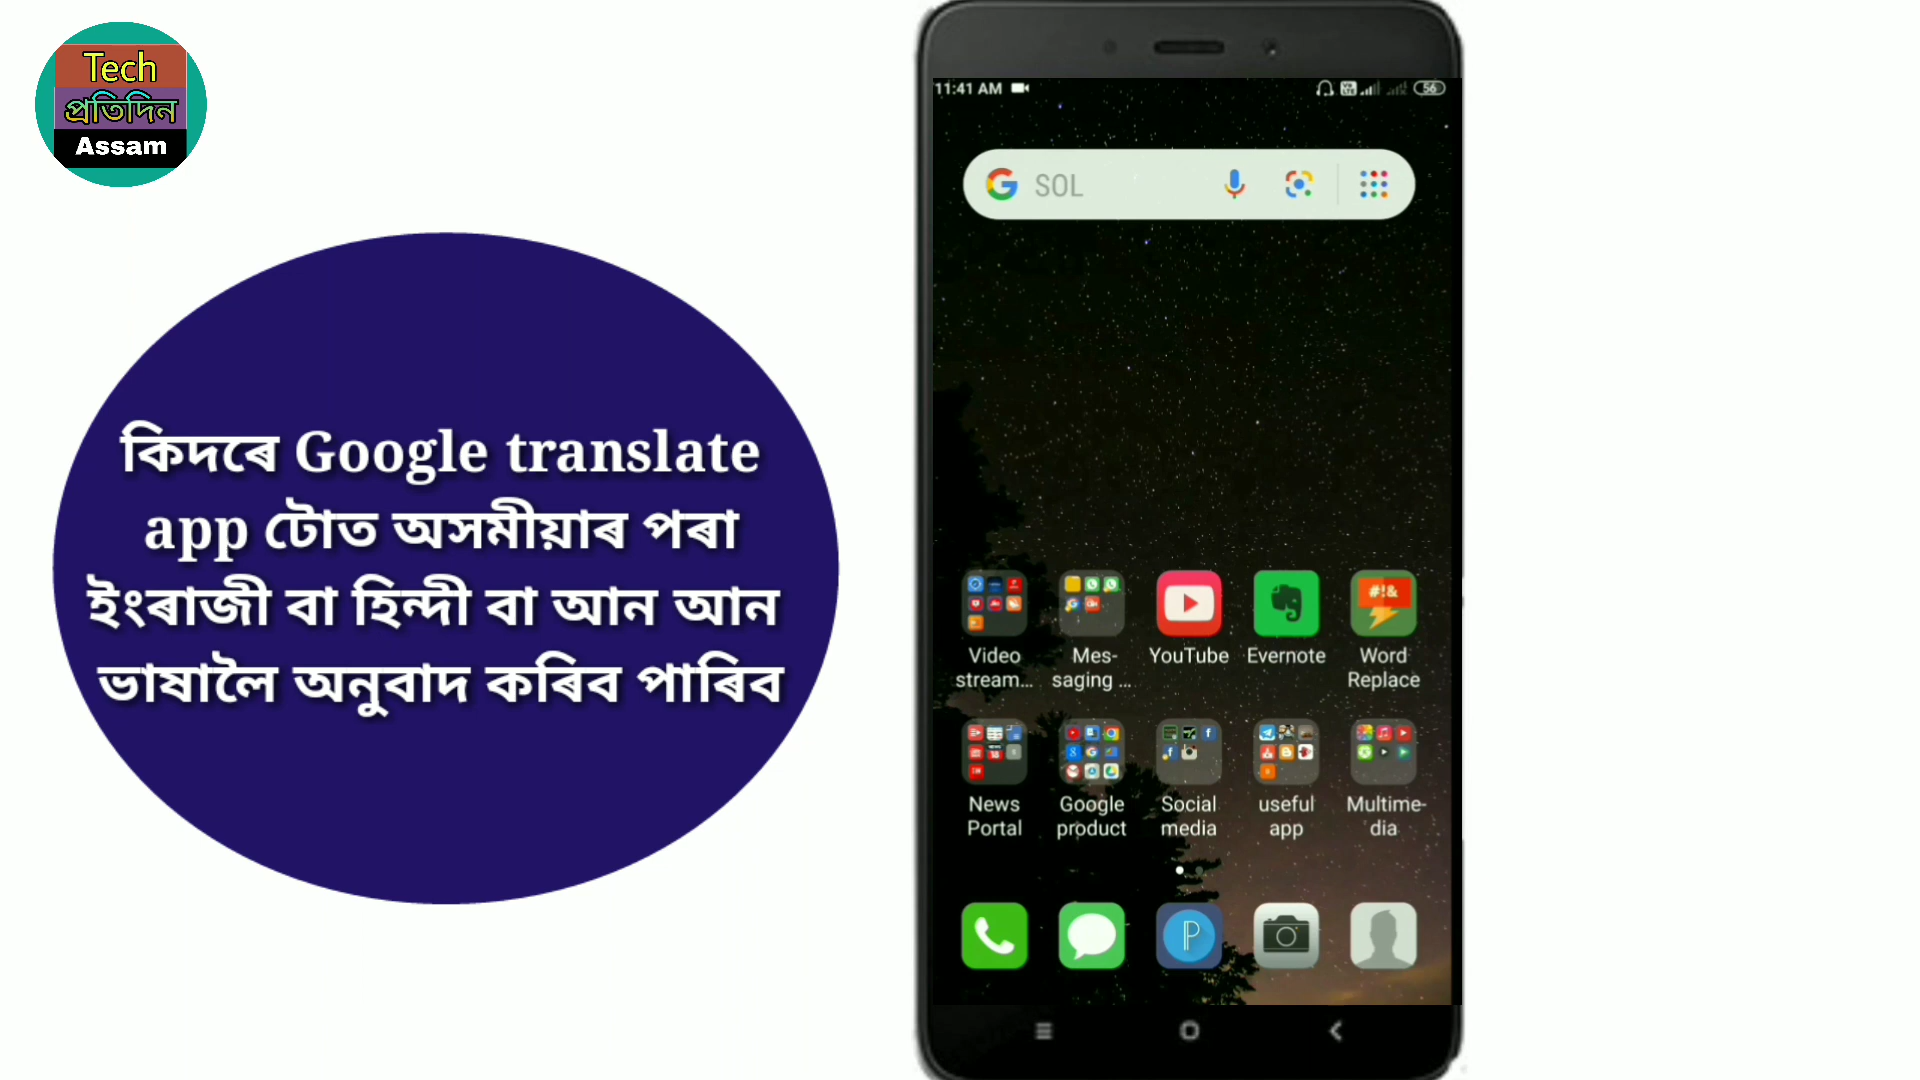 Tech
প্ৰতিদিন
Assam
কিদৰে Google translate
app টোত অসমীয়াৰ পৰা
ইংৰাজী বা হিন্দী বা আন আন
ভাষালৈ অনুবাদ কৰিব পাৰিব
11:41 AM
56
SOL
Video
stream...
Mes-
saging ...
YouTube
Evernote
#!&
Word
Replace
News
Portal
Google
product
Social
media
useful
app
Multime-
dia